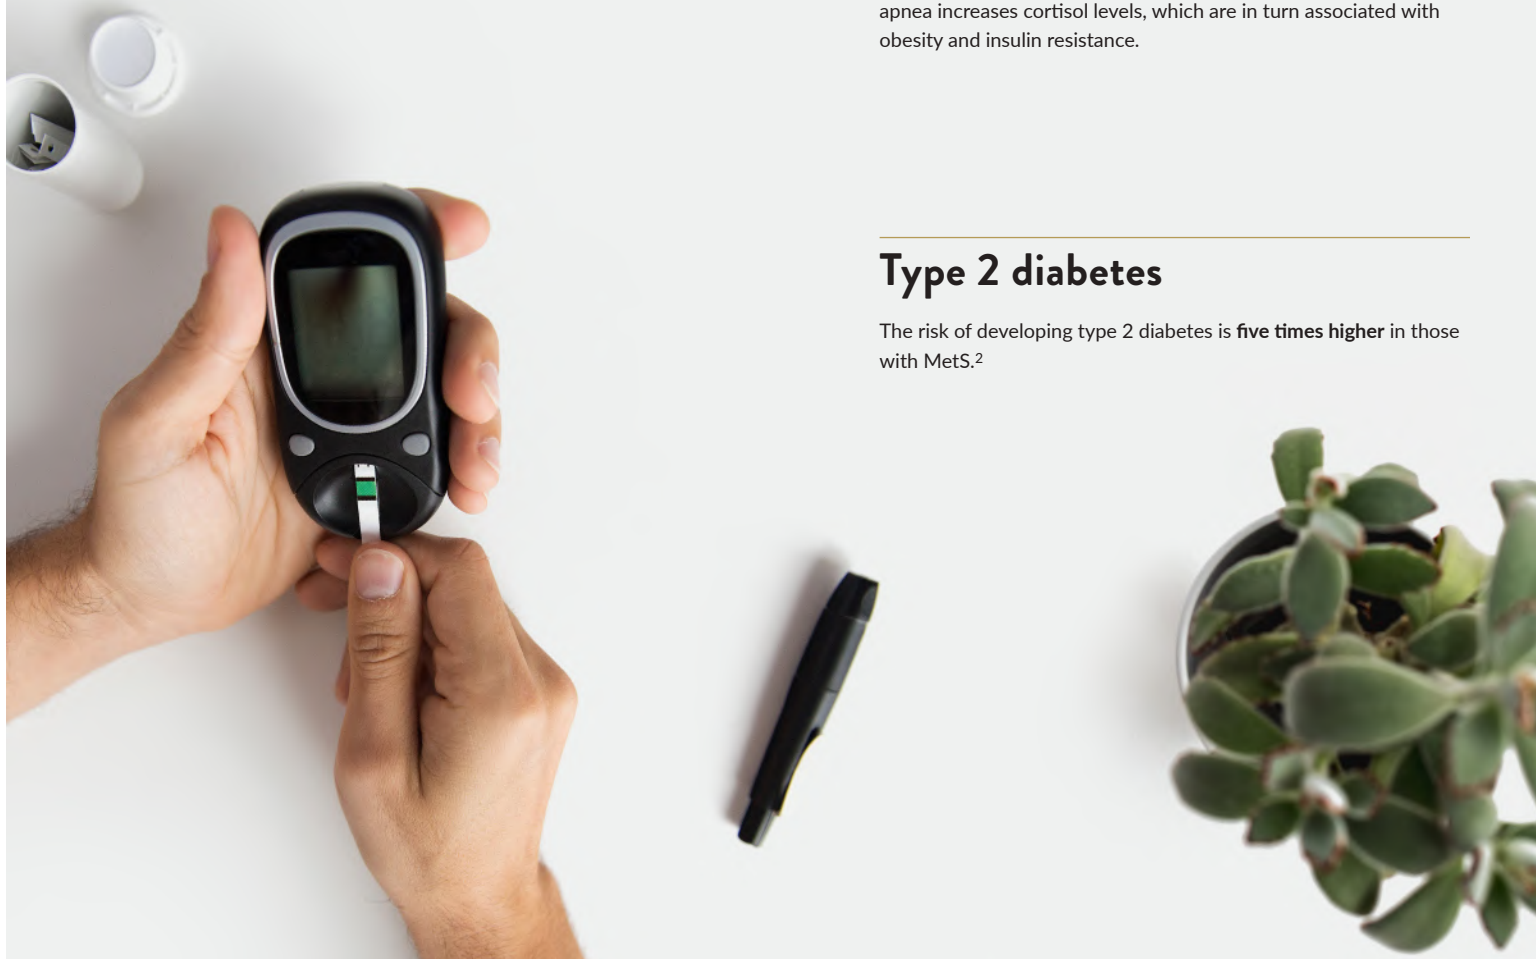 apnea increases cortisol levels, which are in turn associated with
obesity and insulin resistance.
Type 2 diabetes
The risk of developing type 2 diabetes is five times higher in those
with MetS.2